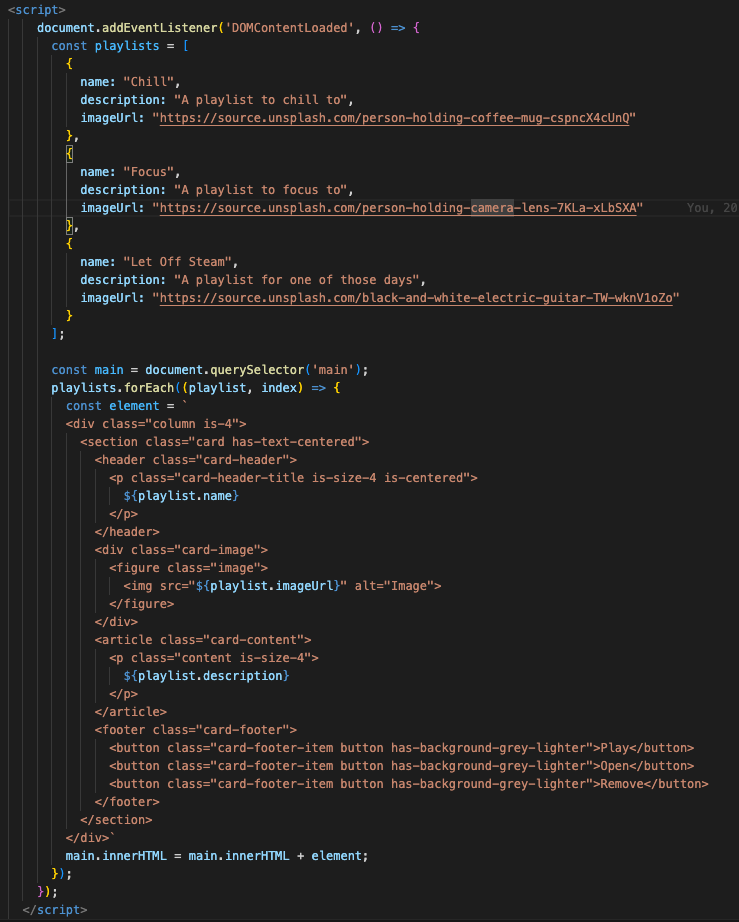 <script>
document.addEventListener('DOMContentLoaded', () => {
const playlists = [
{
name: "Chill",
description: "A playlist to chill to",
imageUrl: "https://source.unsplash.com/person-holding-coffee-mug-cspncX4cUnQ"
},
{
name: "Focus",
description: "A playlist to focus to",
imageUrl: "https://source.unsplash.com/person-holding-camera-lens-7KLa-xLbSXA" You, 20
},
{
name: "Let Off Steam",
description: "A playlist for one of those days",
imageUrl: "https://source.unsplash.com/black-and-white-electric-guitar-TW-wknV1oZo"
}
];
const main = document.querySelector('main');
playlists.forEach((playlist, index) => {
const element = `
<div class="column is-4">
<section class="card has-text-centered">
<header class="card-header">
<p class="card-header-title is-size-4 is-centered">
${playlist.name}
</p>
</header>
<div class="card-image">
<figure class="image">
<img src="${playlist.imageUrl}" alt="Image">
</figure>
</div>
<article class="card-content">
<p class="content is-size-4">
${playlist.description}
</p>
</article>
<footer class="card-footer">
<button class="card-footer-item button has-background-grey-lighter">Play</button>
<button class="card-footer-item button has-background-grey-lighter">Open</button>
<button class="card-footer-item button has-background-grey-lighter">Remove</button>
</footer>
</section>
</div>`
main.innerHTML = main.innerHTML + element;
});
});
</script>